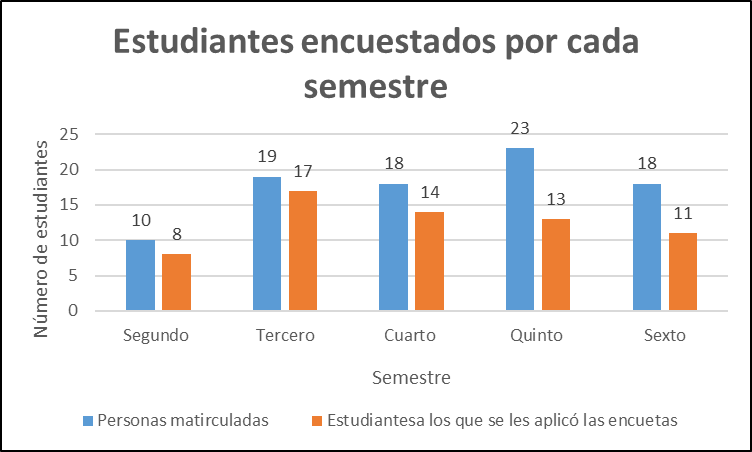 Estudiantes encuestados por cada
semestre
Número de estudiantes
25
20
15
10
5
0
10
8
19
17
18
14
23
13
18
11
Segundo
Tercero
Cuarto
Quinto
Sexto
Semestre
Personas matirculadas
Estudiantesa los que se les aplicó las encuetas